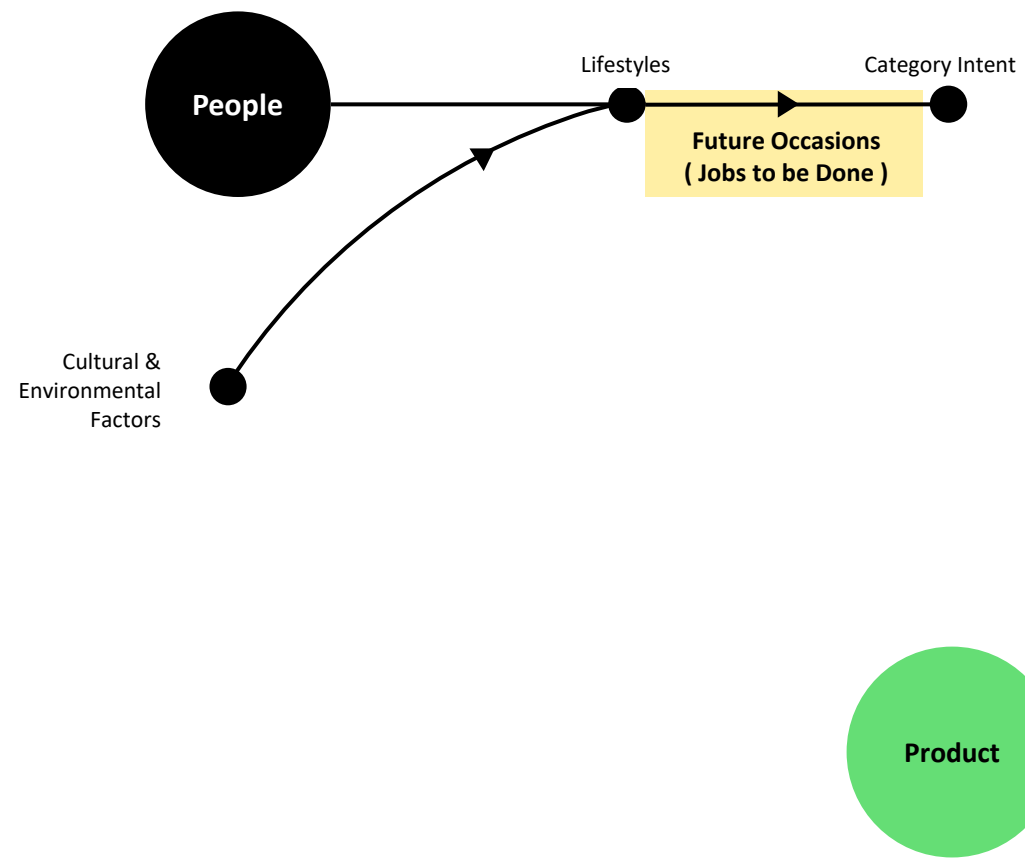 Lifestyles
Category Intent
People
Future Occasions
( Jobs to be Done )
Cultural &
Environmental
Factors
Product